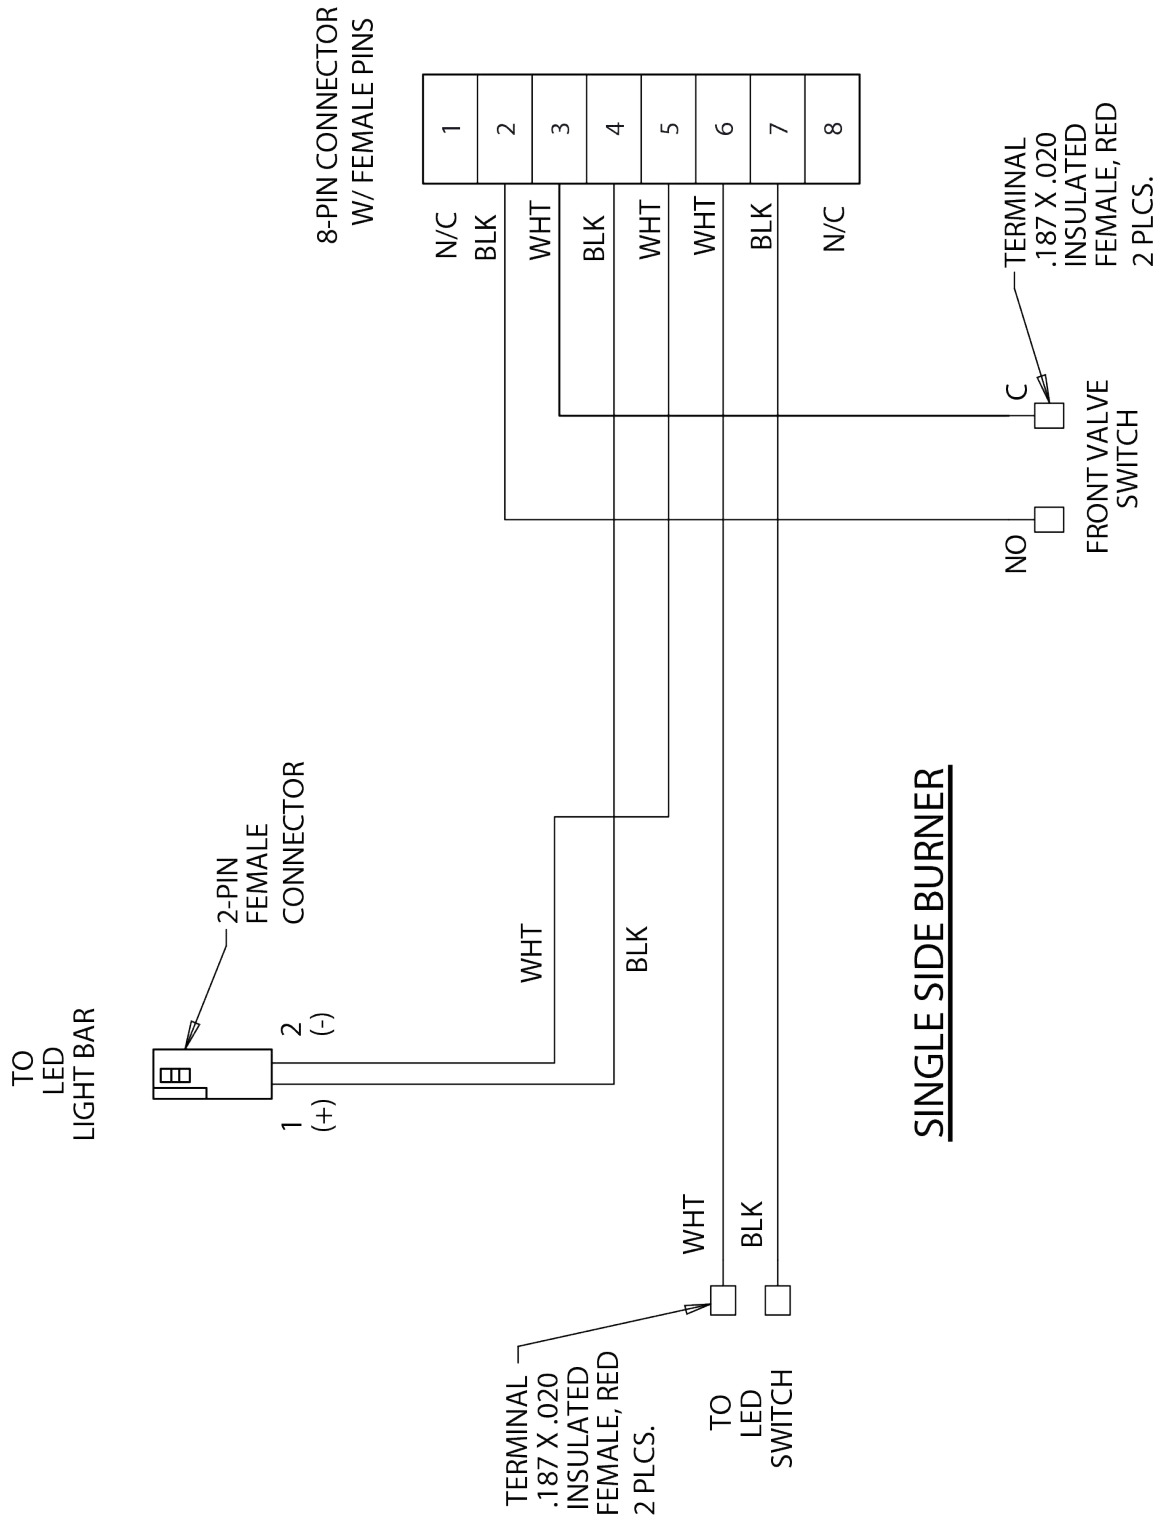 TO
LED
LIGHT BAR
2-PIN
FEMALE
CONNECTOR
1
(+)
2
(-)
8-PIN CONNECTOR
W/ FEMALE PINS
1
2
3
4
5
6
7
8
N/C
BLK
WHT
BLK
WHT
WHT
BLK
N/C
WHT
BLK
TERMINAL
.187 X .020
INSULATED
FEMALE, RED
2 PLCS.
WHT
BLK
TO
LED
SWITCH
TERMINAL
.187 X .020
INSULATED
FEMALE, RED
2 PLCS.
NO
C
FRONT VALVE
SWITCH
SINGLE SIDE BURNER